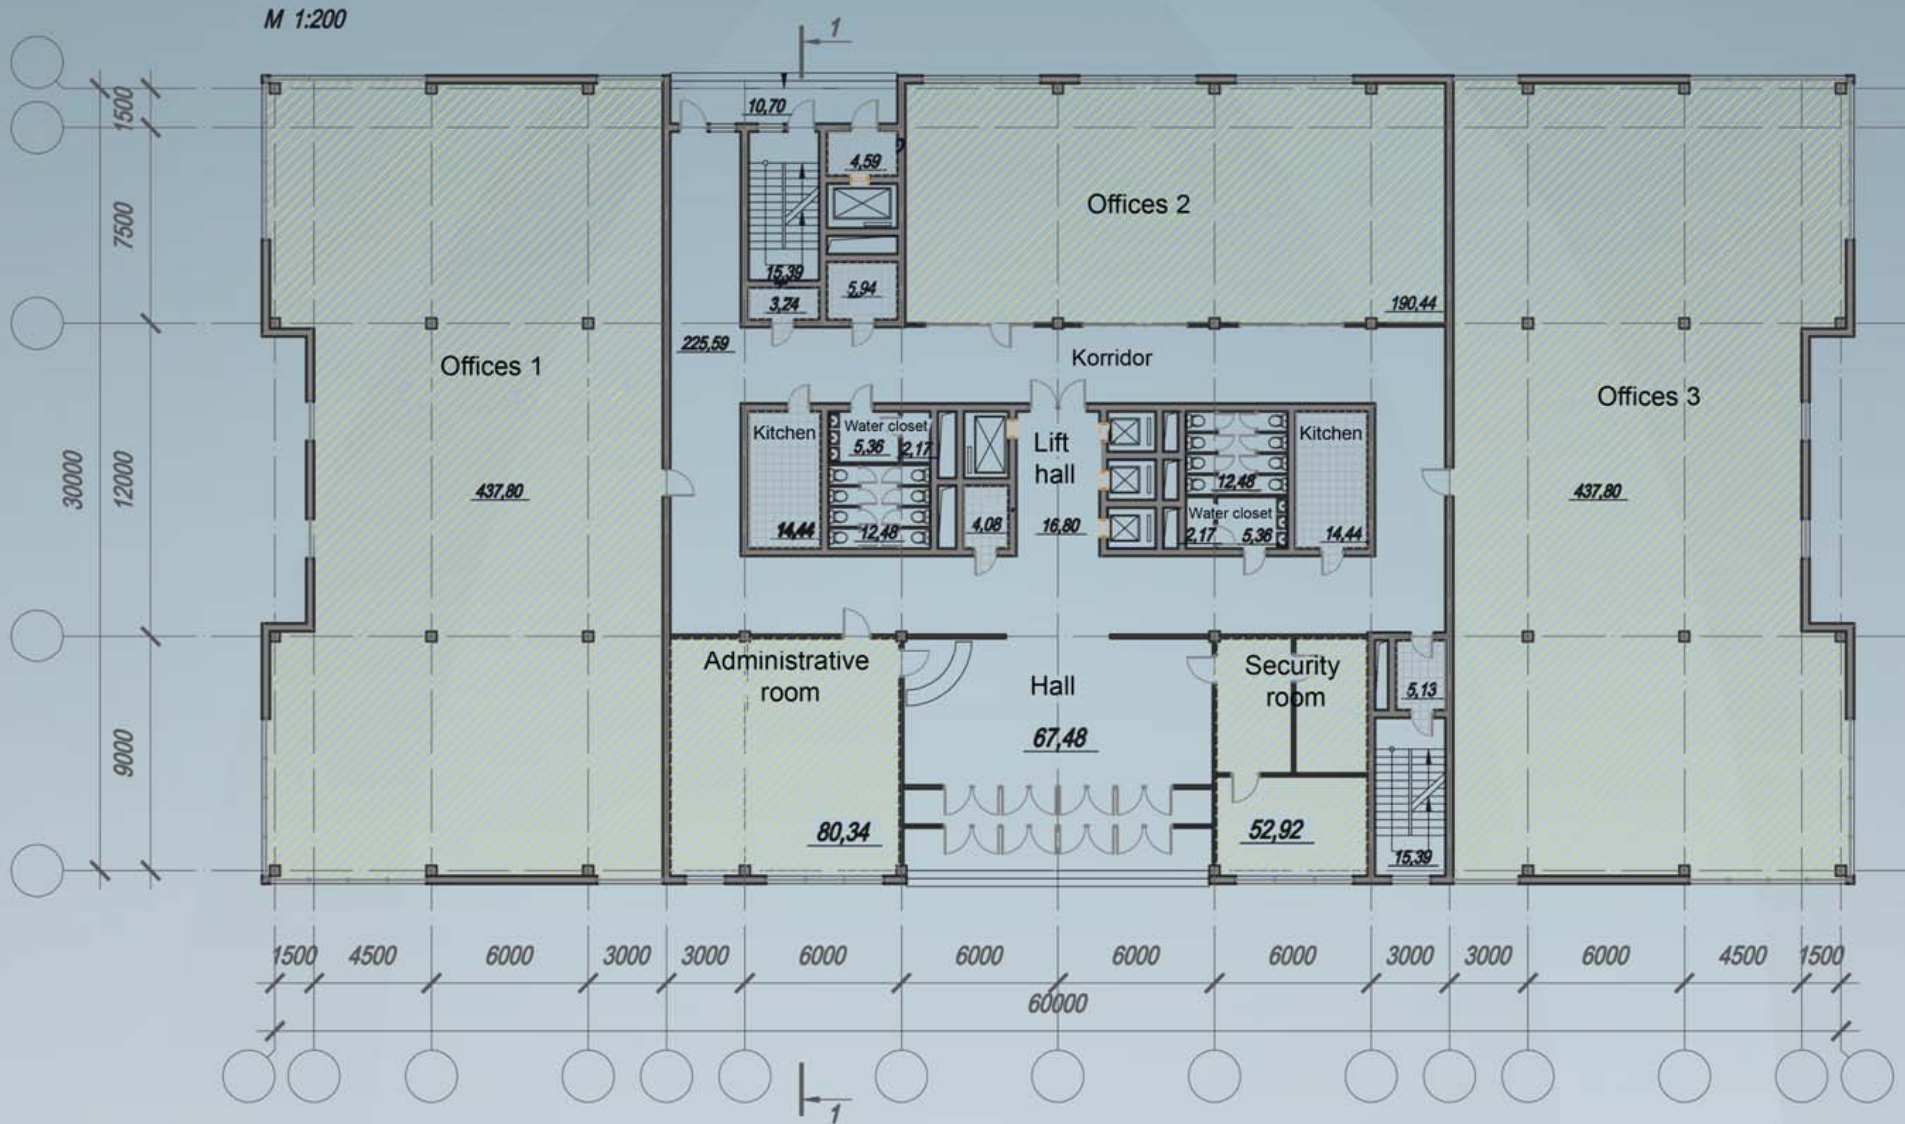 M 1:200
1
1500
7500
12000
9000
30000
10,70
4,59
15,39
3,24
5,94
Offices 2
190,44
225,59
Korridor
Offices 1
437,80
Offices 3
437,80
Kitchen
14,44
Water closet
5,36
2,17
12,48
4,08
Lift
hall
16,80
12,48
Water closet
2,17
5,36
Kitchen
14,44
Administrative
room
80,34
Hall
67,48
Security
room
52,92
5,13
15,39
1500
4500
6000
3000
3000
6000
6000
6000
6000
3000
3000
6000
4500
1500
60000
1